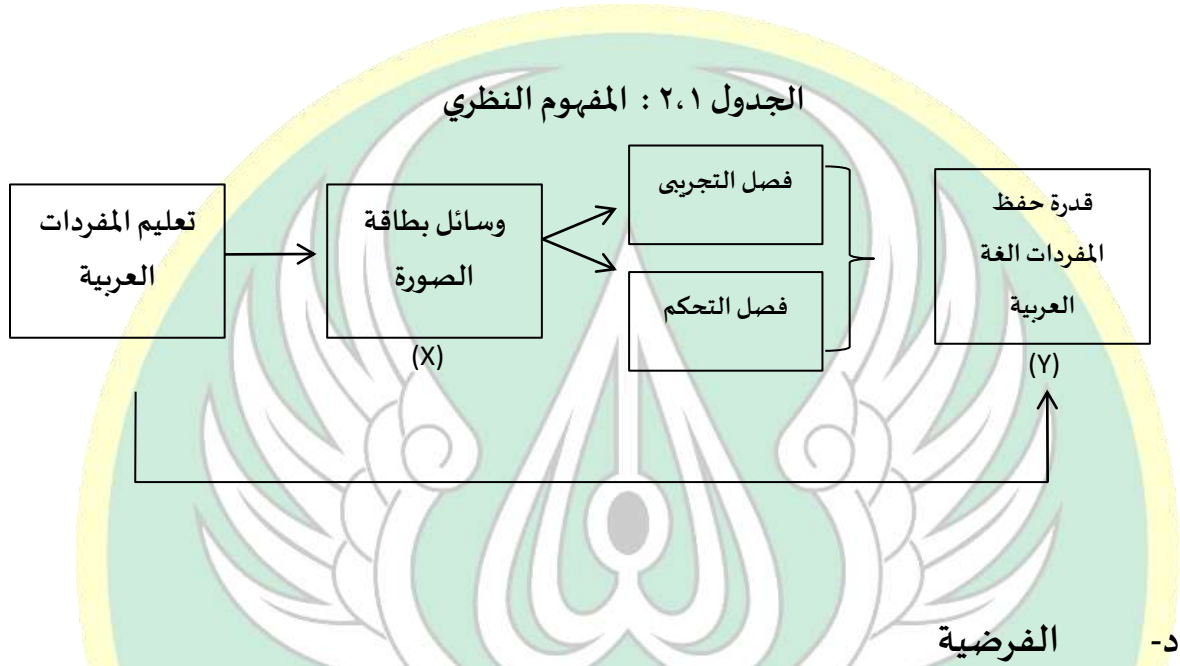 الجدول ٢،١ : المفهوم النظري
تعليم المفردات
العربية
وسائل بطاقة
الصورة
(X)
فصل التجريبى
فصل التحكم
قدرة حفظ
المفردات الغة
العربية
(Y)
د- الفرضية